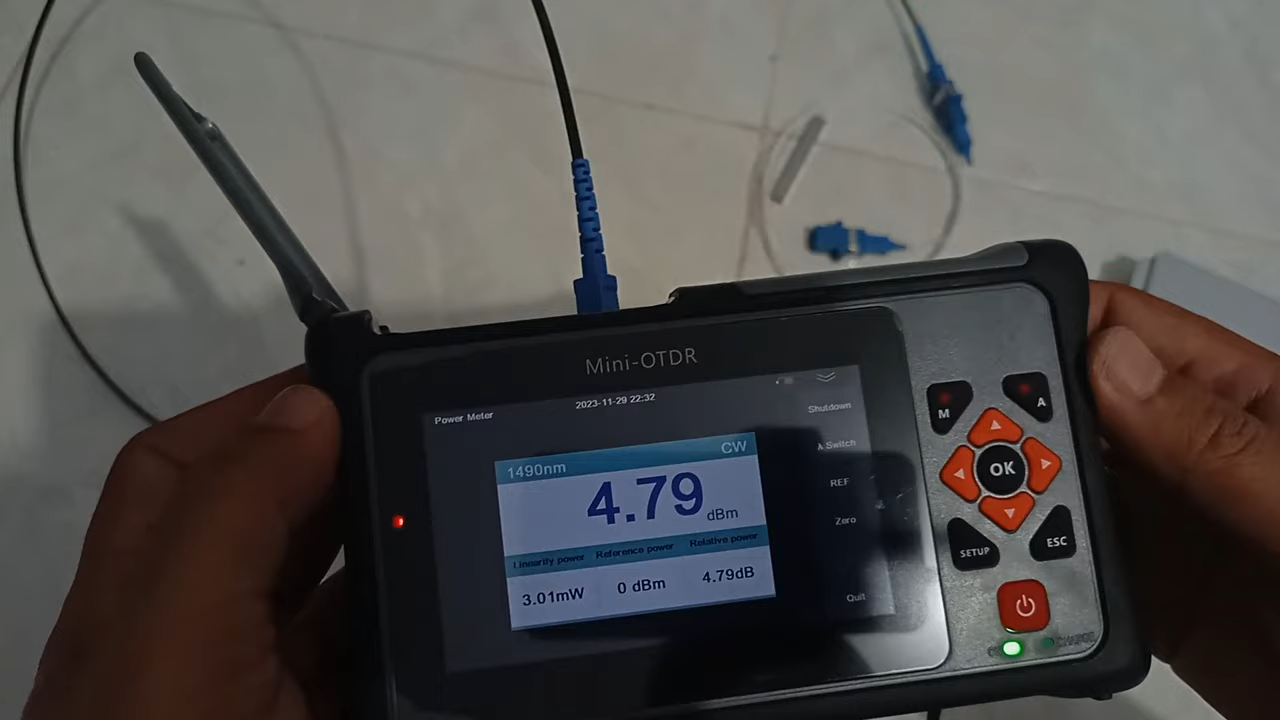 Mini-OTDR
Power Meter
2023-11-29 22:32
Shutdown
λ Switch
REF
Zero
Quit
1490nm
CW
4.79 dBm
Linearity power Reference power Relative power
3.01mW 0 dBm 4.79dB
M
A
OK
SETUP
ESC
CHARGE